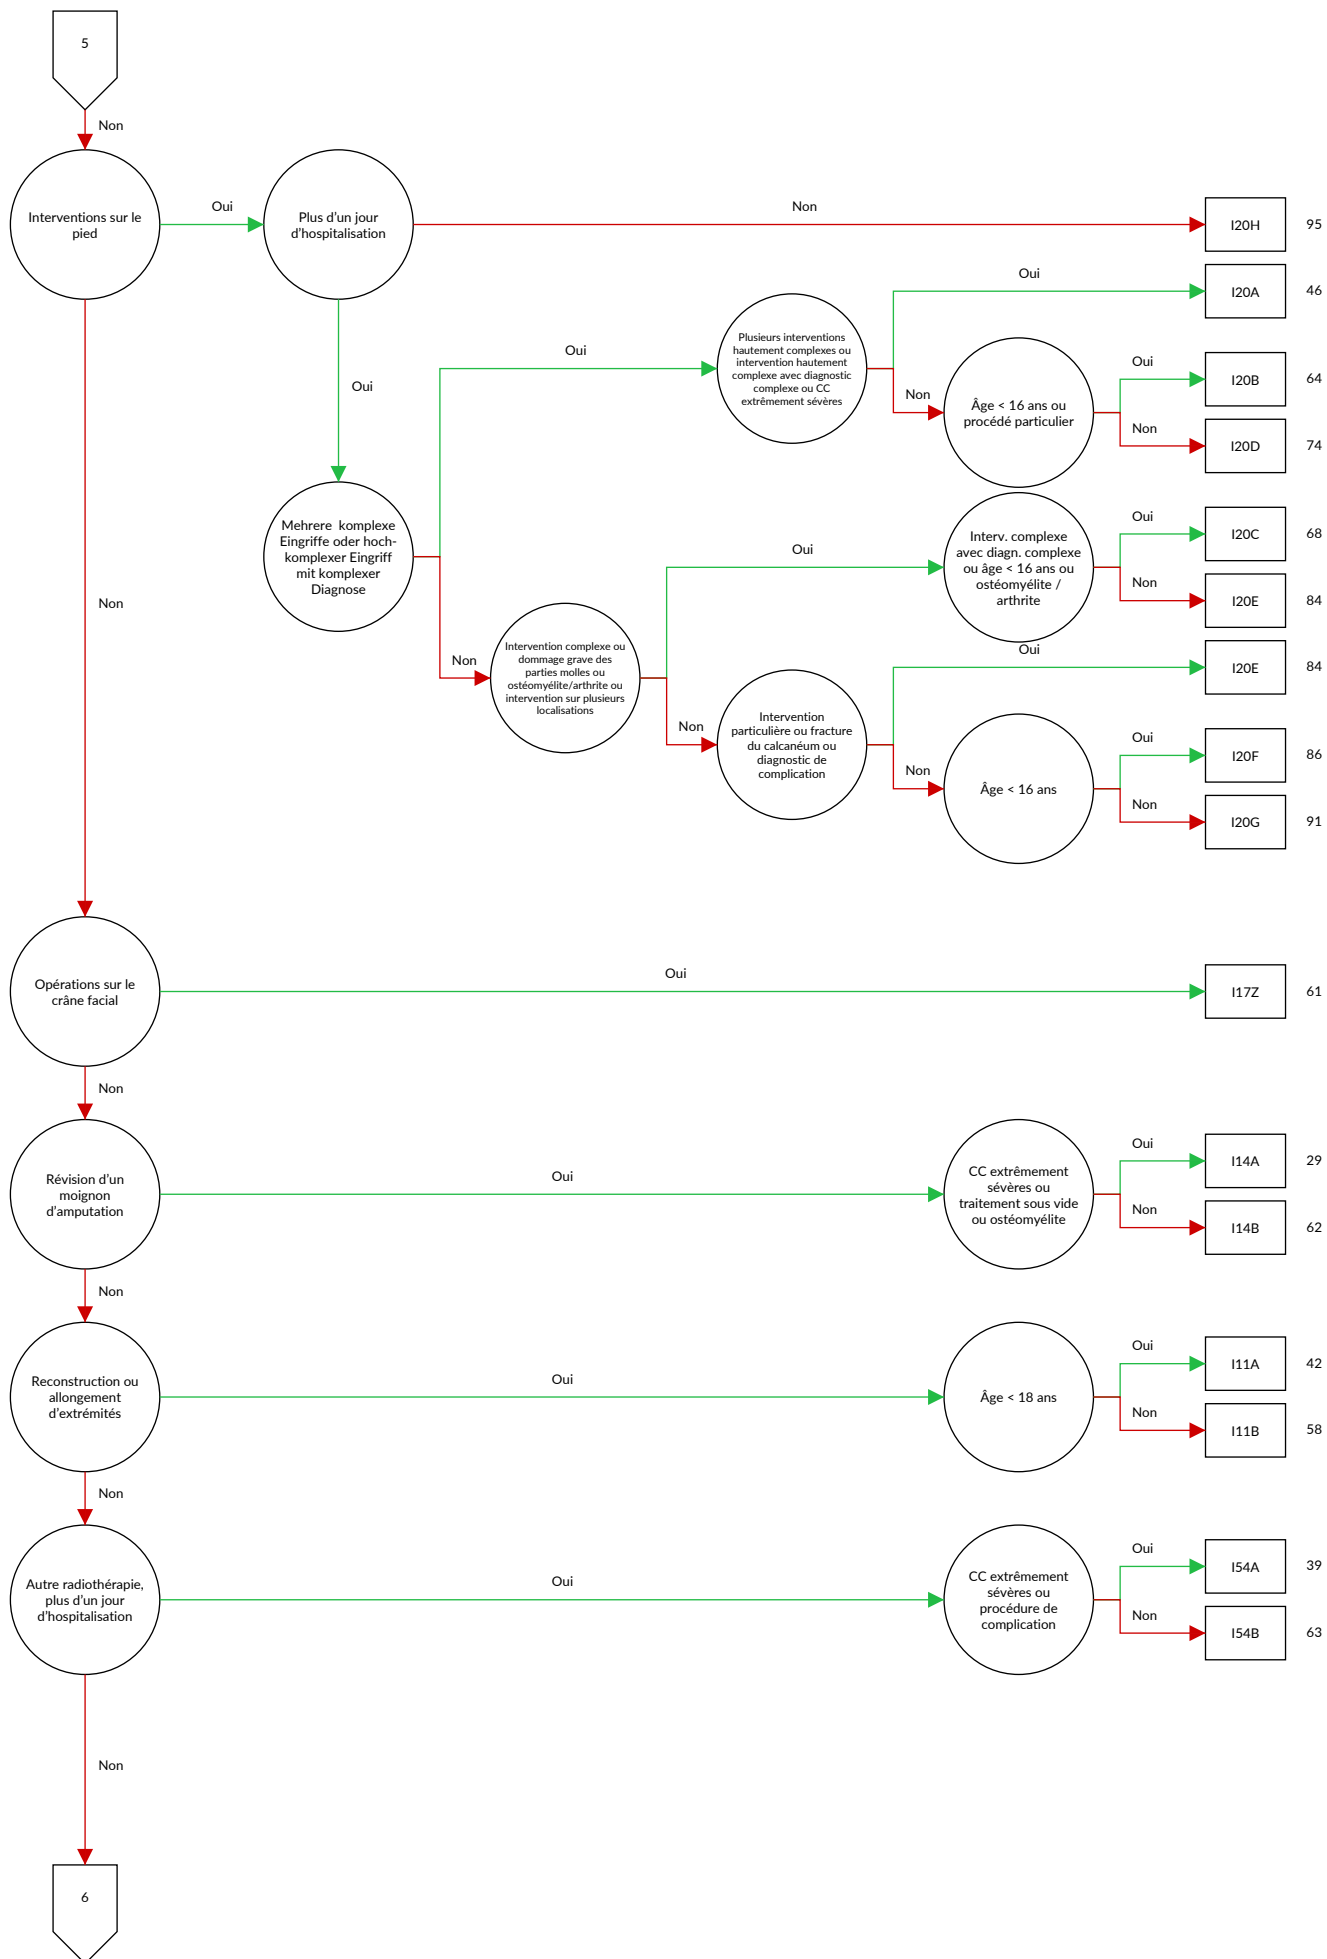 5
Non
Interventions sur le
pied
Oui
Plus d'un jour
d'hospitalisation
Non
I20H
95
Oui
I20A
46
Plusieurs interventions
hautement complexes ou
intervention hautement
complexe avec diagnostic
complexe ou CC
extrêmement sévères
Oui
Oui
Non
Âge < 16 ans ou
procédé particulier
Oui
I20B
64
Non
I20D
74
Mehrere komplexe
Eingriffe oder hoch-
komplexer Eingriff
mit komplexer
Diagnose
Oui
Interv. complexe
avec diagn. complexe
ou âge < 16 ans ou
ostéomyélite /
arthrite
Oui
I20C
68
Non
I20E
84
Non
Non
Intervention complexe ou
dommage grave des
parties molles ou
ostéomyélite/arthrite ou
intervention sur plusieurs
localisations
Oui
I20E
84
Non
Intervention
particulière ou fracture
du calcanéum ou
diagnostic de
complication
Non
Âge < 16 ans
Oui
I20F
86
Non
I20G
91
Opérations sur le
crâne facial
Oui
I17Z
61
Non
Révision d'un
moignon
d'amputation
Oui
CC extrêmement
sévères ou
traitement sous vide
ou ostéomyélite
Oui
I14A
29
Non
I14B
62
Non
Reconstruction ou
allongement
d'extrémités
Oui
Âge < 18 ans
Oui
I11A
42
Non
I11B
58
Non
Autre radiothérapie,
plus d'un jour
d'hospitalisation
Oui
CC extrêmement
sévères ou
procédure de
complication
Oui
I54A
39
Non
I54B
63
Non
6